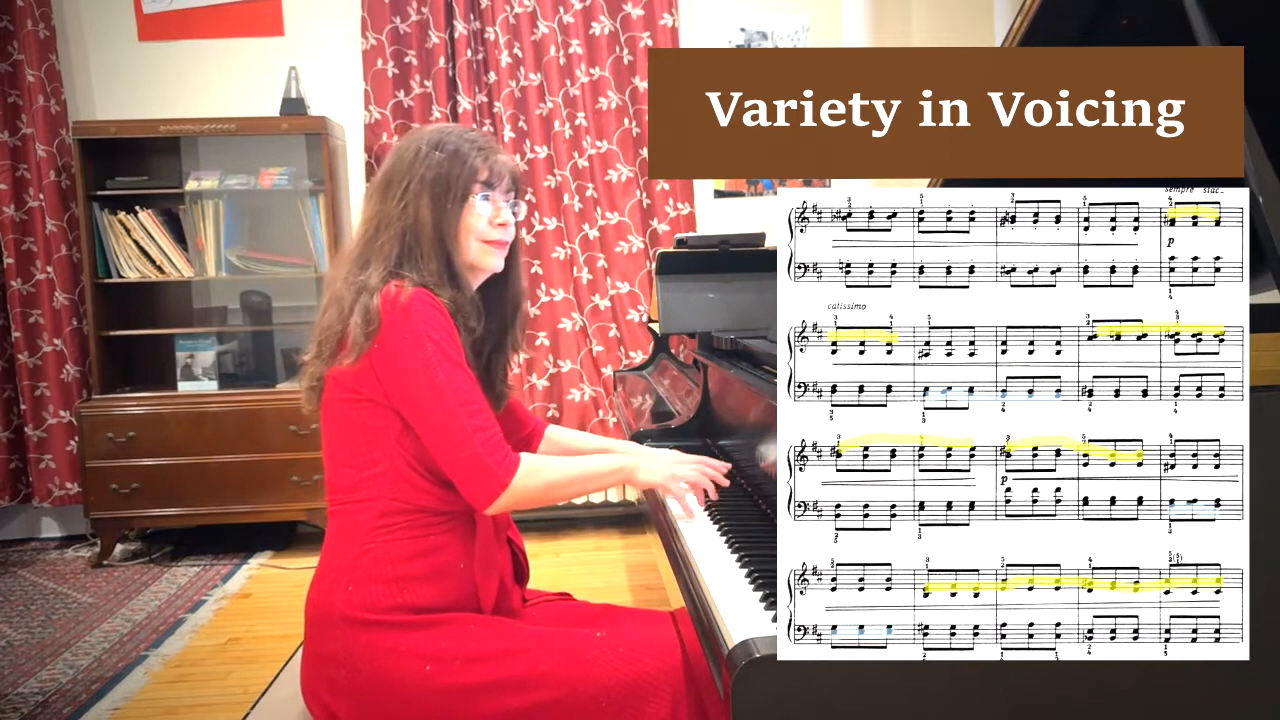 Variety in Voicing
sempre stac-
p
catissimo
p